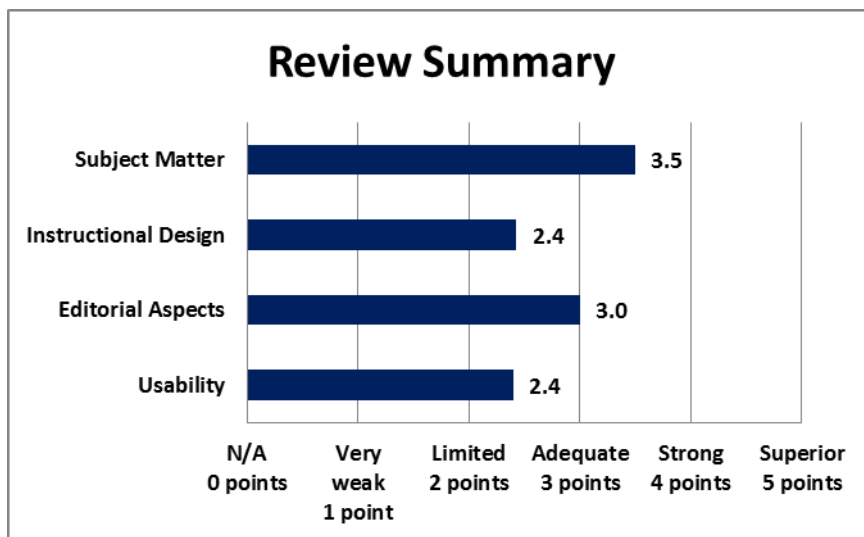 Review Summary
Subject Matter
3.5
Instructional Design
2.4
Editorial Aspects
3.0
Usability
2.4
N/A
0 points
Very
weak
1 point
Limited
2 points
Adequate
3 points
Strong
4 points
Superior
5 points